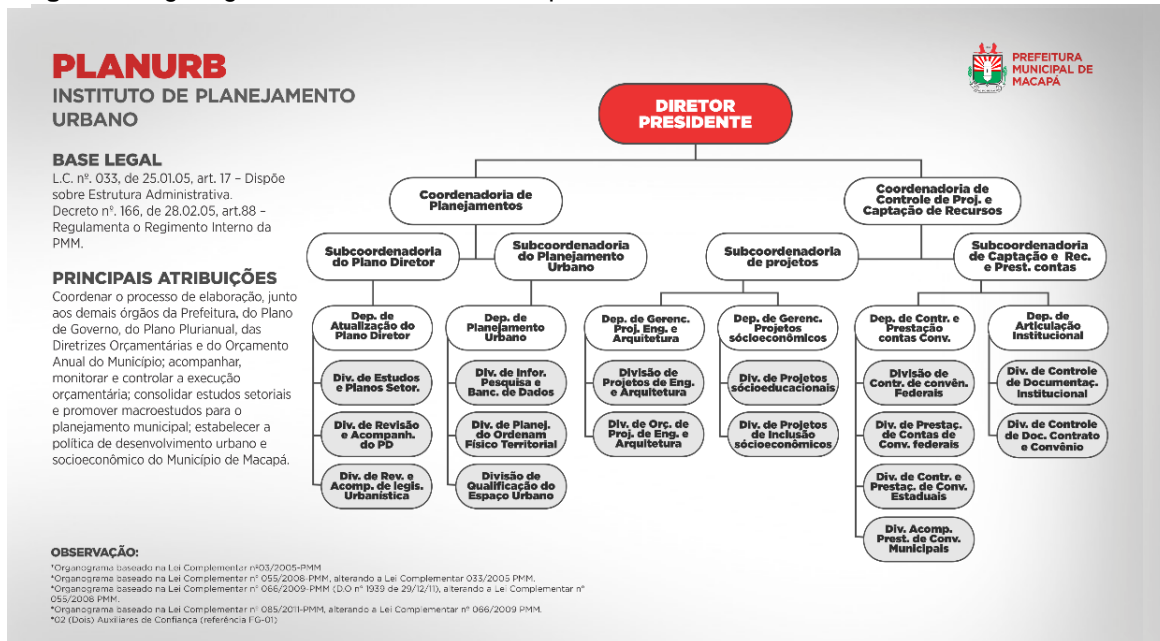 PLANURB
INSTITUTO DE PLANEJAMENTO
URBANO
BASE LEGAL
L.C. nº. 033, de 25.01.05, art. 17 – Dispõe
sobre Estrutura Administrativa.
Decreto nº. 166, de 28.02.05, art.88 –
Regulamenta o Regimento Interno da
PMM.
PRINCIPAIS ATRIBUIÇÕES
Coordenar o processo de elaboração, junto
aos demais órgãos da Prefeitura, do Plano
de Governo, do Plano Plurianual, das
Diretrizes Orçamentárias e do Orçamento
Anual do Município; acompanhar,
monitorar e controlar a execução
orçamentária; consolidar estudos setoriais
e promover macroestudos para o
planejamento municipal; estabelecer a
política de desenvolvimento urbano e
socioeconômico do Município de Macapá.
PREFEITURA
MUNICIPAL DE
MACAPÁ
DIRETOR
PRESIDENTE
Coordenadoria de
Planejamentos
Coordenadoria de
Controle de Proj. e
Captação de Recursos
Subcoordenadoria
do Plano Diretor
Subcoordenadoria
do Planejamento
Urbano
Subcoordenadoria
de projetos
Subcoordenadoria
de Captação e Rec.
e Prest. contas
Dep. de
Atualização do
Plano Diretor
Dep. de
Planejamento
Urbano
Dep. de Gerenc.
Proj. Eng. e
Arquitetura
Dep. de Gerenc.
Projetos
sócioeconômicos
Dep. de Contr. e
Prestação
contas Conv.
Dep. de
Articulação
Institucional
Div. de Estudos
e Planos Setor.
Div. de Infor.
Pesquisa e
Banc. de Dados
Divisão de
Projetos de Eng.
e Arquitetura
Div. de Projetos
sócioeducacionais
Divisão de
Contr. de convên.
Federais
Div. de Controle
de Documentaç.
Institucional
Div. de Revisão
e Acompanh.
do PD
Div. de Planej.
do Ordenam
Físico Territorial
Div. de Orç. de
Proj. de Eng. e
Arquitetura
Div. de Projetos
de Inclusão
sócioeconômicos
Div. de Prestaç.
de Contas de
Conv. federais
Div. de Controle
de Doc. Contrato
e Convênio
Div. de Rev. e
Acomp. de legis.
Urbanística
Divisão de
Qualificação do
Espaço Urbano
Div. de Contr. e
Prestaç. de Conv.
Estaduais
Div. Acomp.
Prest. de Conv.
Municipais
OBSERVAÇÃO:
*Organograma baseado na Lei Complementar nº03/2005-PMM
*Organograma baseado na Lei Complementar nº 055/2008-PMM, alterando a Lei Complementar 033/2005 PMM.
*Organograma baseado na Lei Complementar nº 066/2009-PMM (D.O nº 1939 de 29/12/11), alterando a Lei Complementar nº
055/2008 PMM.
*Organograma baseado na Lei Complementar nº 085/2011-PMM, alterando a Lei Complementar nº 066/2009 PMM.
*02 (Dois) Auxiliares de Confiança (referência FG-01)